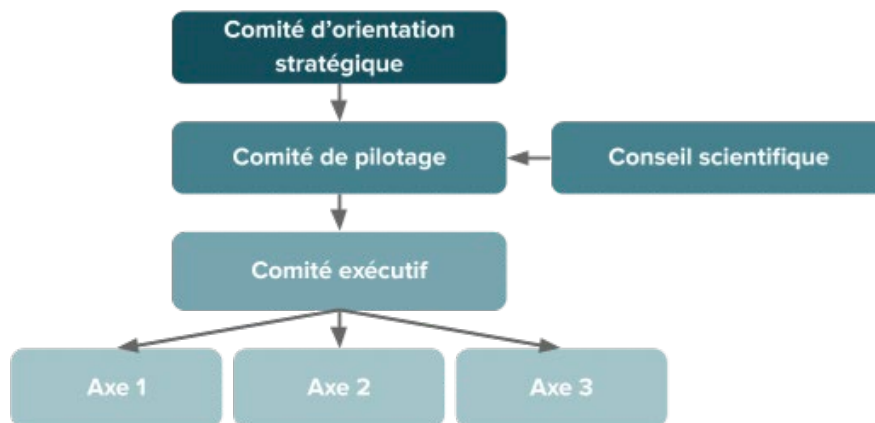 Comité d’orientation
stratégique
Comité de pilotage
Conseil scientifique
Comité exécutif
Axe 1
Axe 2
Axe 3